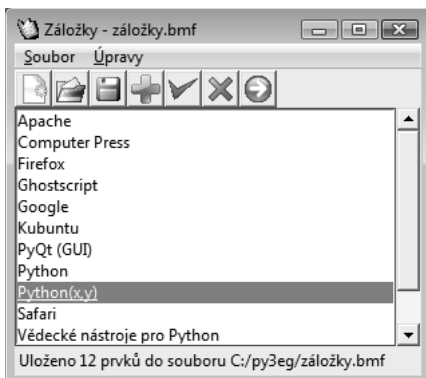 Záložky - záložky.bmf
Soubor Úpravy
Apache
Computer Press
Firefox
Ghostscript
Google
Kubuntu
PyQt (GUI)
Python
Python(x,y)
Safari
Vědecké nástroje pro Python
Uloženo 12 prvků do souboru C:/py3eg/záložky.bmf